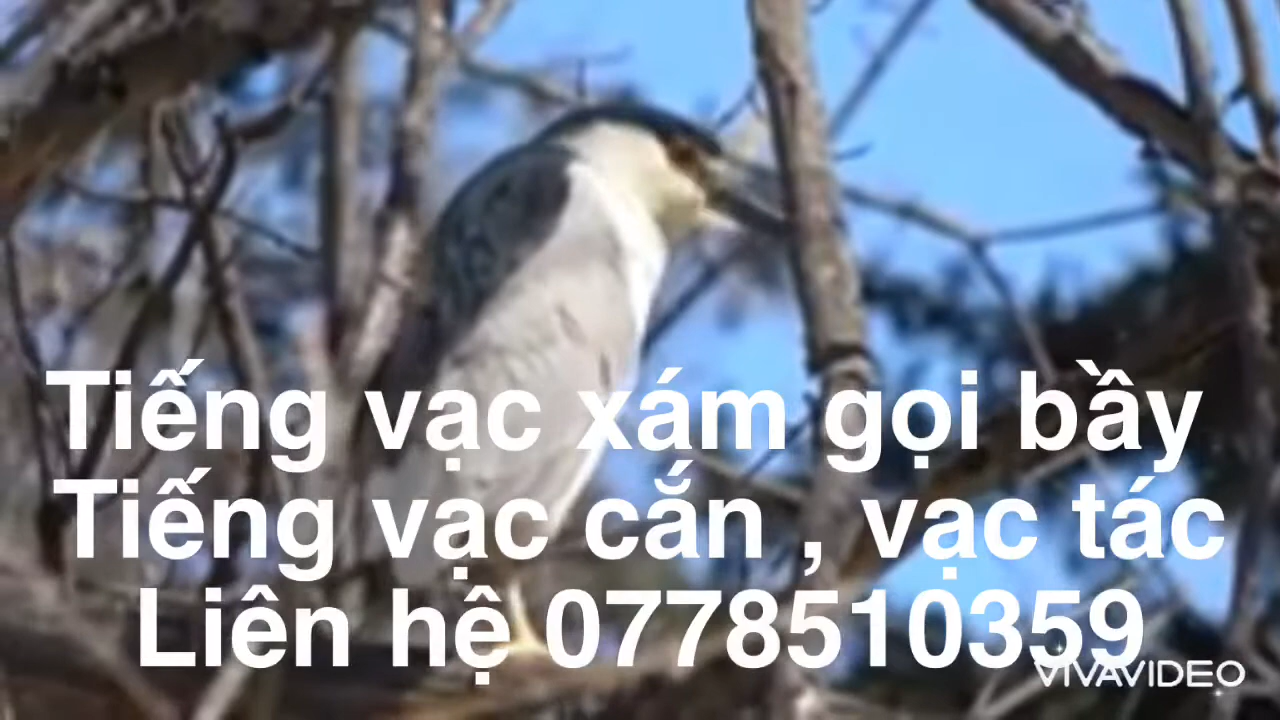 Tiếng vạc xám gọi bầy
Tiếng vạc cắn , vạc tác
Liên hệ 0778510359
VIVAVIDEO